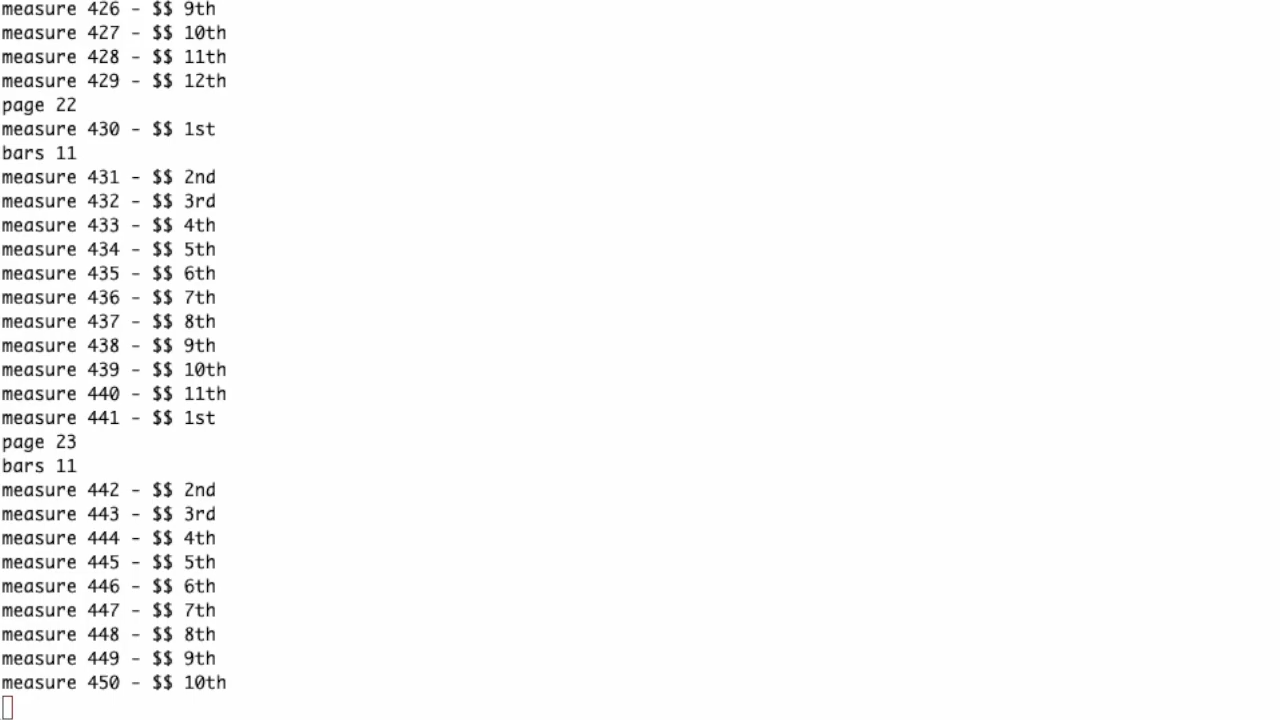 measure 426 - $$ 9th
measure 427 - $$ 10th
measure 428 - $$ 11th
measure 429 - $$ 12th
page 22
measure 430 - $$ 1st
bars 11
measure 431 - $$ 2nd
measure 432 - $$ 3rd
measure 433 - $$ 4th
measure 434 - $$ 5th
measure 435 - $$ 6th
measure 436 - $$ 7th
measure 437 - $$ 8th
measure 438 - $$ 9th
measure 439 - $$ 10th
measure 440 - $$ 11th
measure 441 - $$ 1st
page 23
bars 11
measure 442 - $$ 2nd
measure 443 - $$ 3rd
measure 444 - $$ 4th
measure 445 - $$ 5th
measure 446 - $$ 6th
measure 447 - $$ 7th
measure 448 - $$ 8th
measure 449 - $$ 9th
measure 450 - $$ 10th